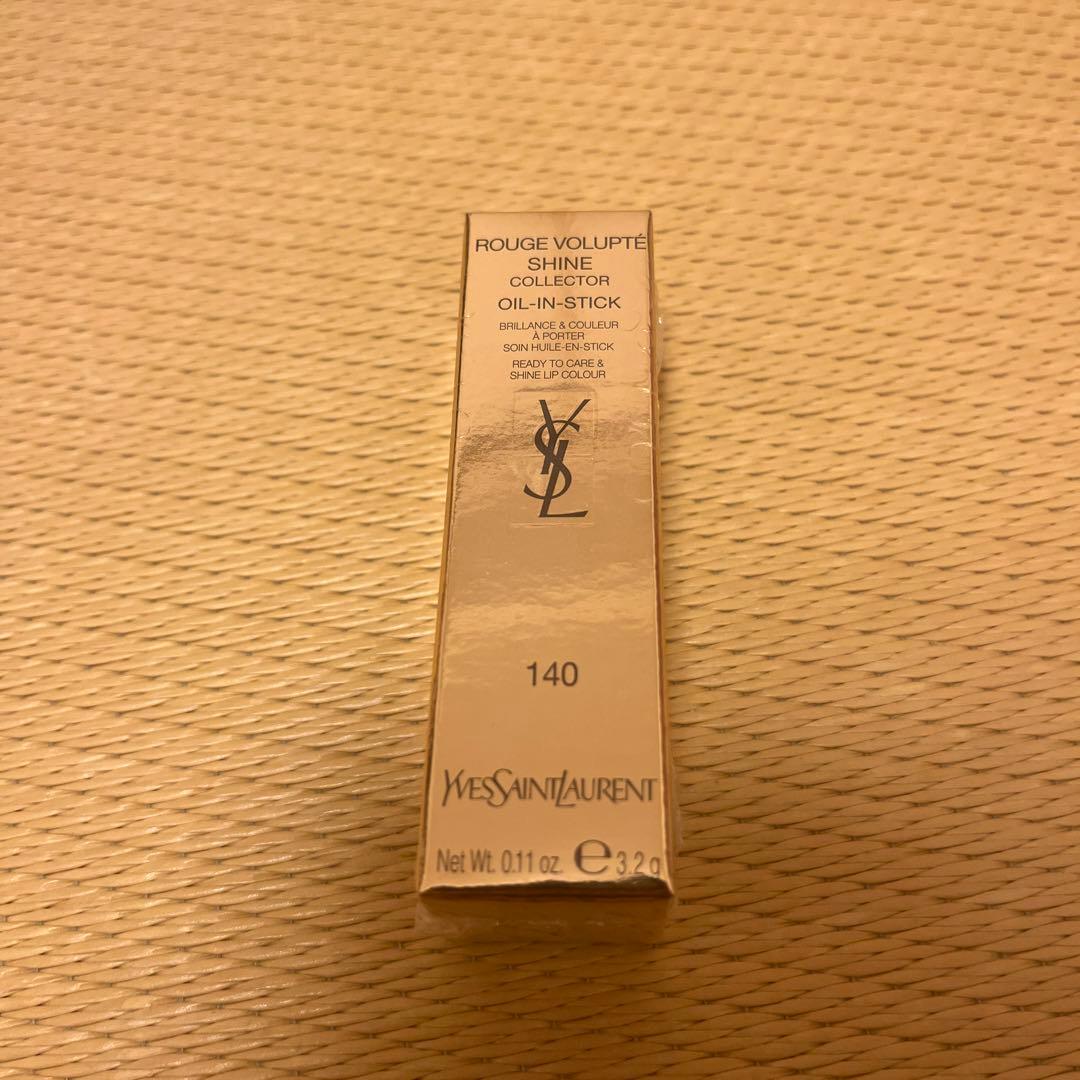 ROUGE VOLUPTÉ
SHINE
COLLECTOR
OIL-IN-STICK
BRILLANCE & COULEUR
À PORTER
SOIN HUILE-EN-STICK
READY TO CARE &
SHINE LIP COLOUR
YSL
140
YVESSAINTLAURENT
Net Wt. 0.11 oz. ℮ 3.2 g